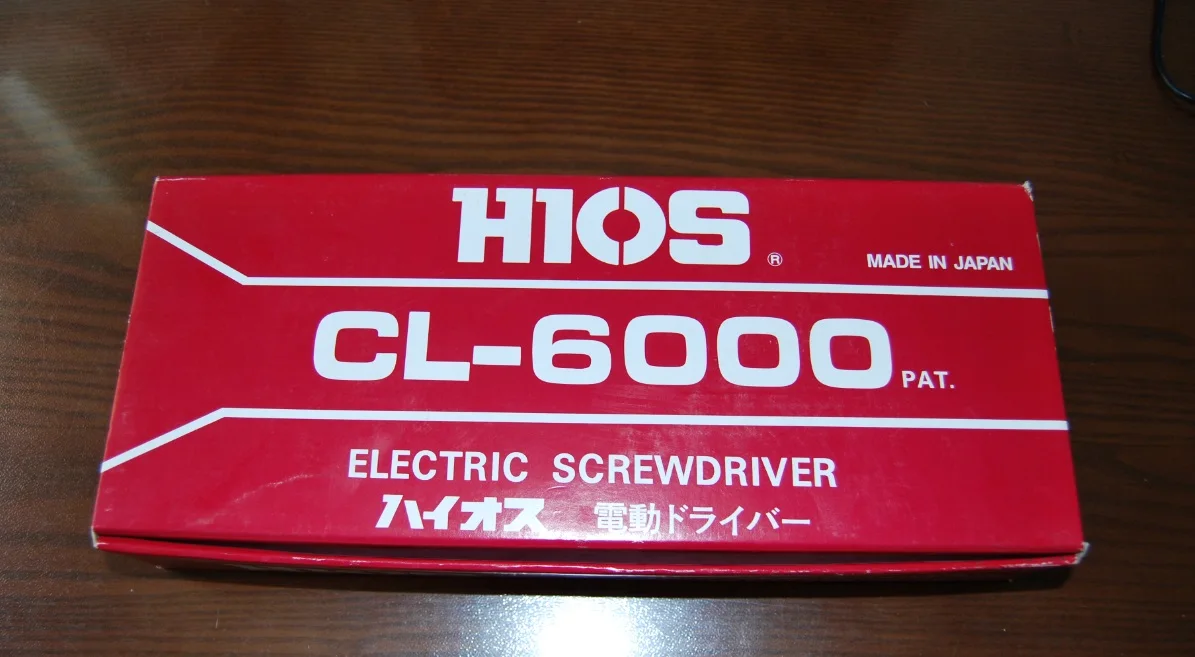 HIOS®
MADE IN JAPAN
CL-6000 PAT.
ELECTRIC SCREWDRIVER
ハイオス 電動ドライバー